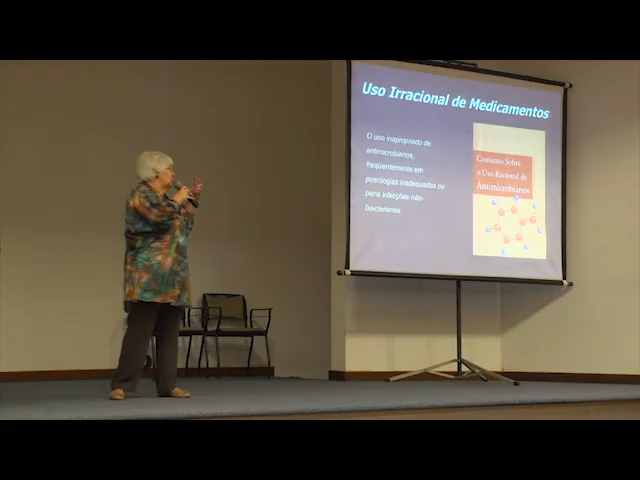 Uso Irracional de Medicamentos
O uso inapropriado de
antimicrobianos,
freqüentemente em
posologias inadequadas ou
para infecções não-
bacterianas.
Consenso Sobre
o Uso Racional de
Antimicrobianos